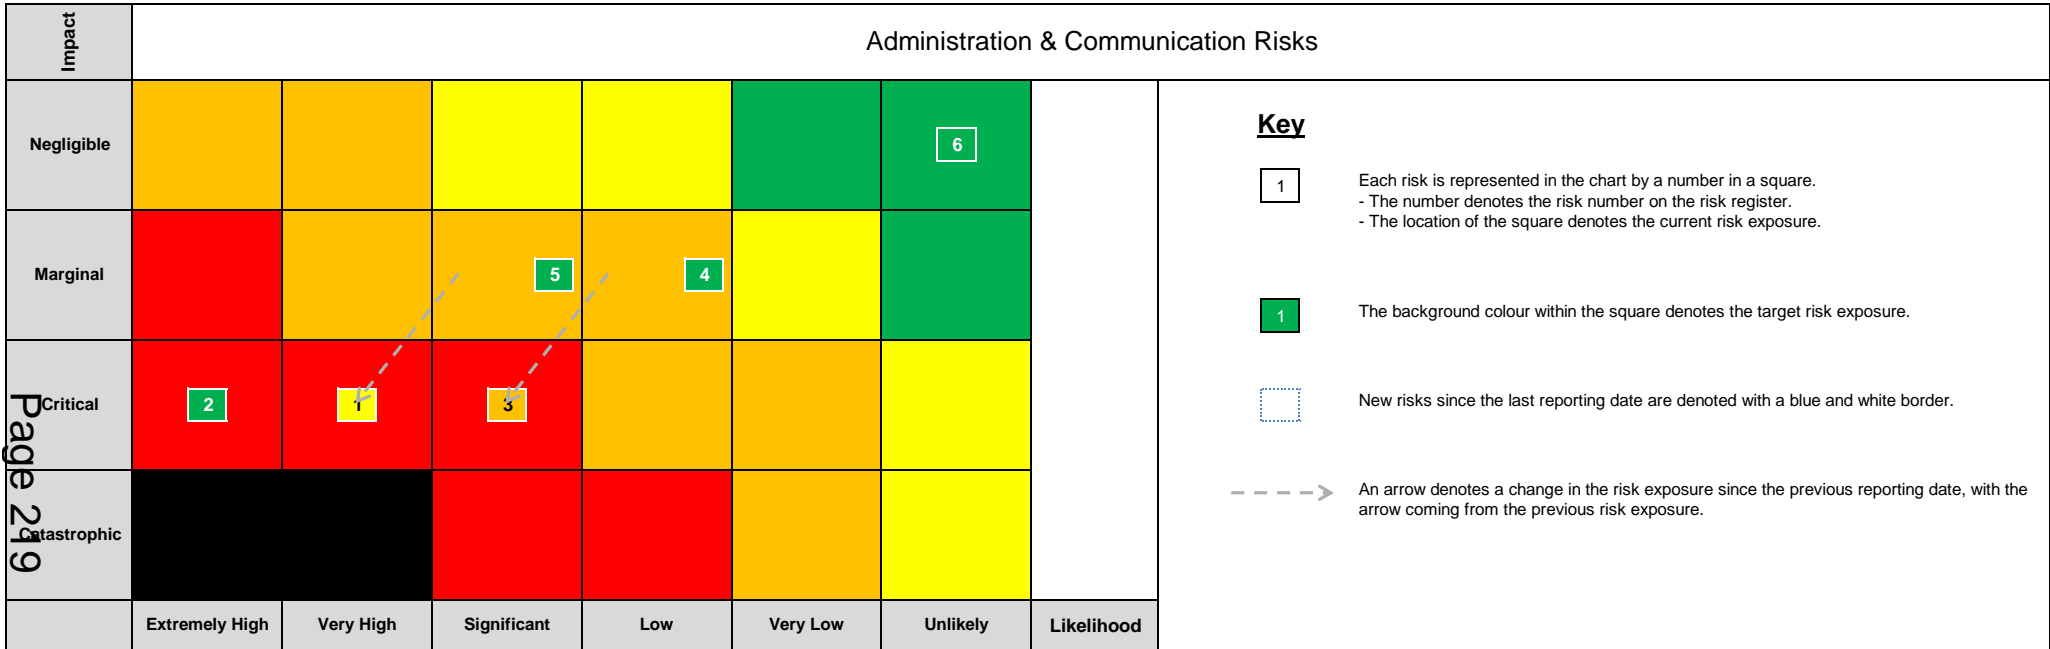 Impact
Administration & Communication Risks
Negligible
6
Marginal
5
4
Critical
2
1
3
Catastrophic
Extremely High
Very High
Significant
Low
Very Low
Unlikely
Likelihood
Key
1
Each risk is represented in the chart by a number in a square.
- The number denotes the risk number on the risk register.
- The location of the square denotes the current risk exposure.
1
The background colour within the square denotes the target risk exposure.
New risks since the last reporting date are denoted with a blue and white border.
An arrow denotes a change in the risk exposure since the previous reporting date, with the
arrow coming from the previous risk exposure.
Page 219